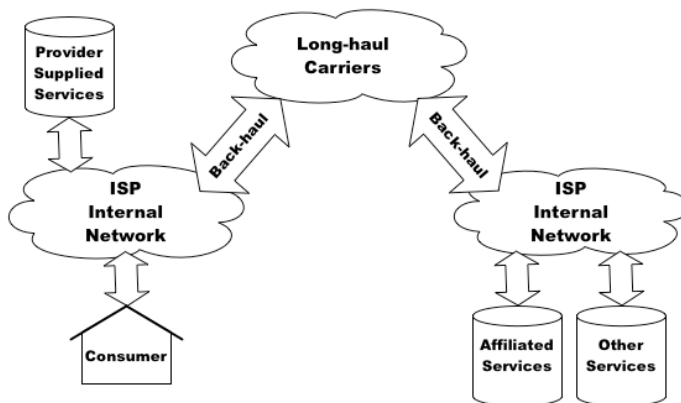 Provider
Supplied
Services
Long-haul
Carriers
Back-haul
Back-haul
ISP
Internal
Network
ISP
Internal
Network
Consumer
Affiliated
Services
Other
Services